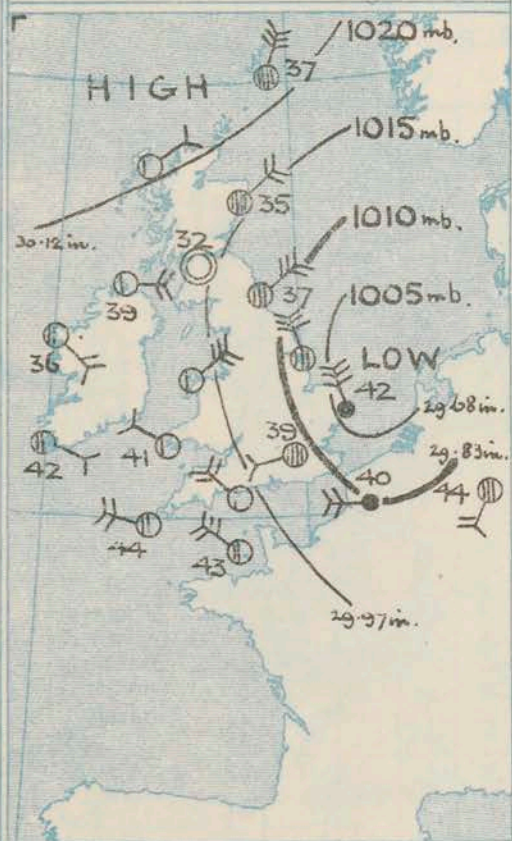 1020 mb.
37
HIGH
1015 mb.
35
30.12 in.
32
1010 mb.
37
39
1005 mb.
36
LOW
42
29.68 in.
39
41
42
29.83 in.
40
44
44
43
29.97 in.